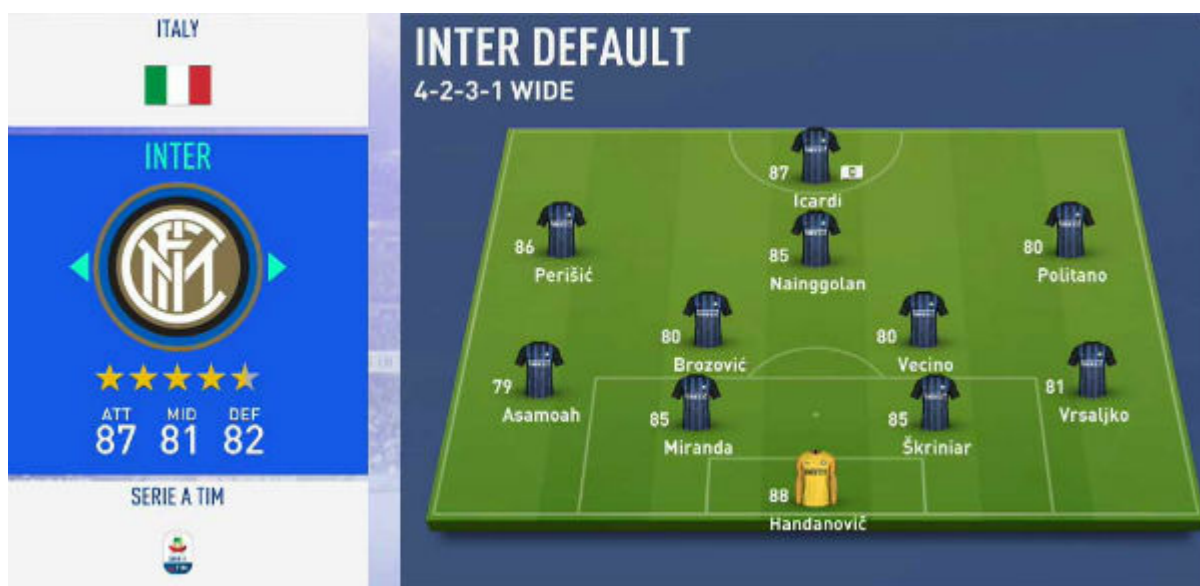 ITALY
INTER
ATT MID DEF
87 81 82
SERIE A TIM
INTER DEFAULT
4-2-3-1 WIDE
87
Icardi
86
Perišić
85
Nainggolan
80
Politano
80
Brozović
80
Vecino
79
Asamoah
85
Miranda
85
Škriniar
81
Vrsaljko
88
Handanovič